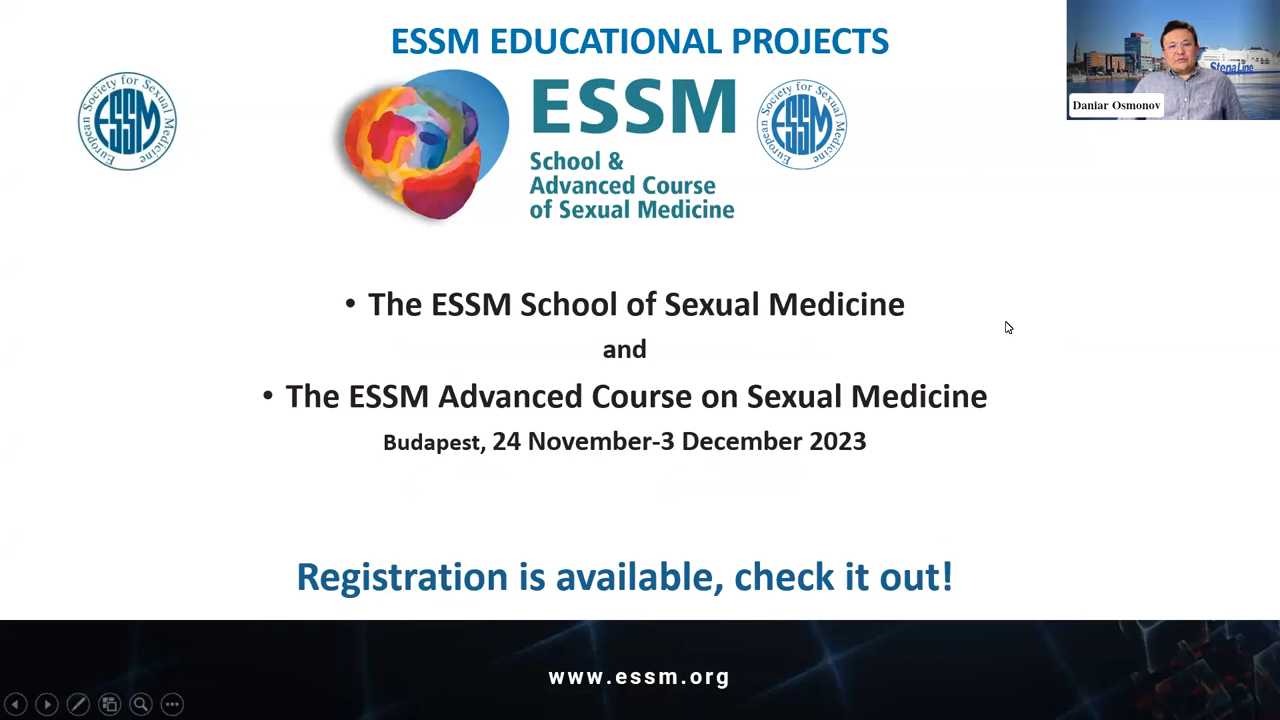 ESSM EDUCATIONAL PROJECTS
European Society for Sexual Medicine
ESSM
ESSM
School &
Advanced Course
of Sexual Medicine
European Society for Sexual Medicine
ESSM
StenaLine
Daniar Osmonov
• The ESSM School of Sexual Medicine
and
• The ESSM Advanced Course on Sexual Medicine
Budapest, 24 November-3 December 2023
Registration is available, check it out!
www.essm.org